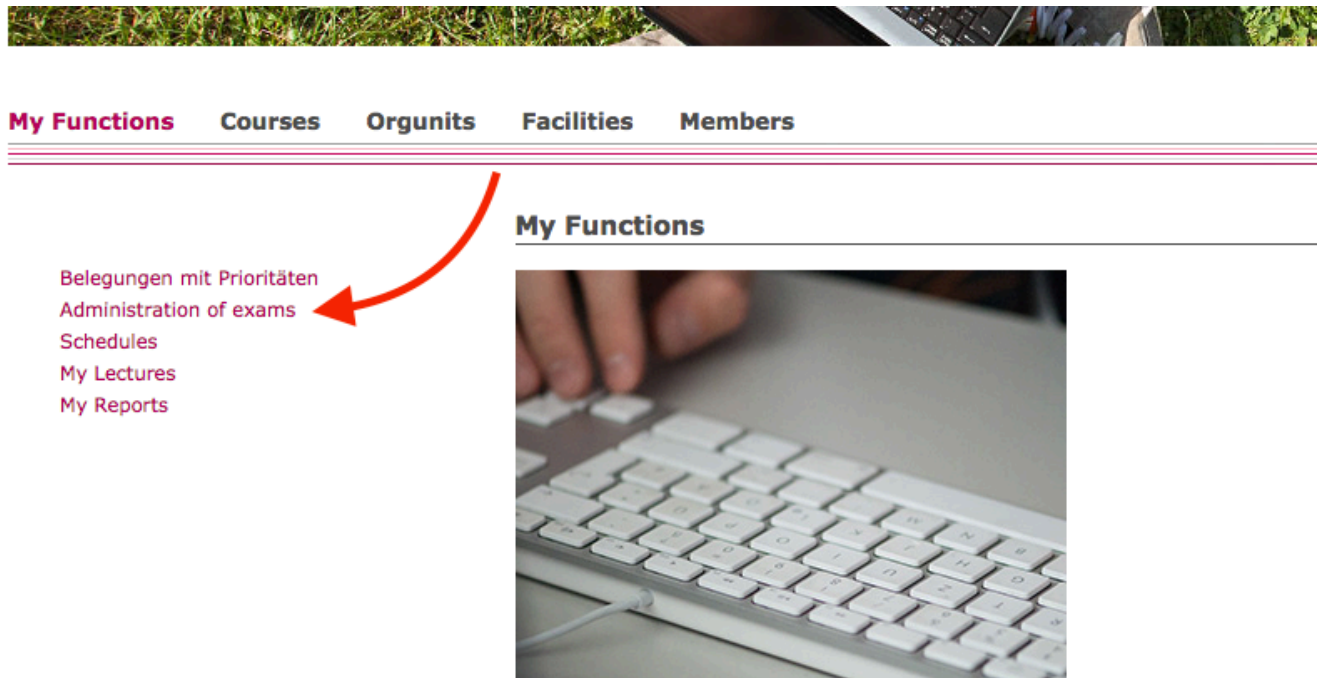 My Functions Courses Orgunits Facilities Members
My Functions
Belegungen mit Prioritäten
Administration of exams
Schedules
My Lectures
My Reports